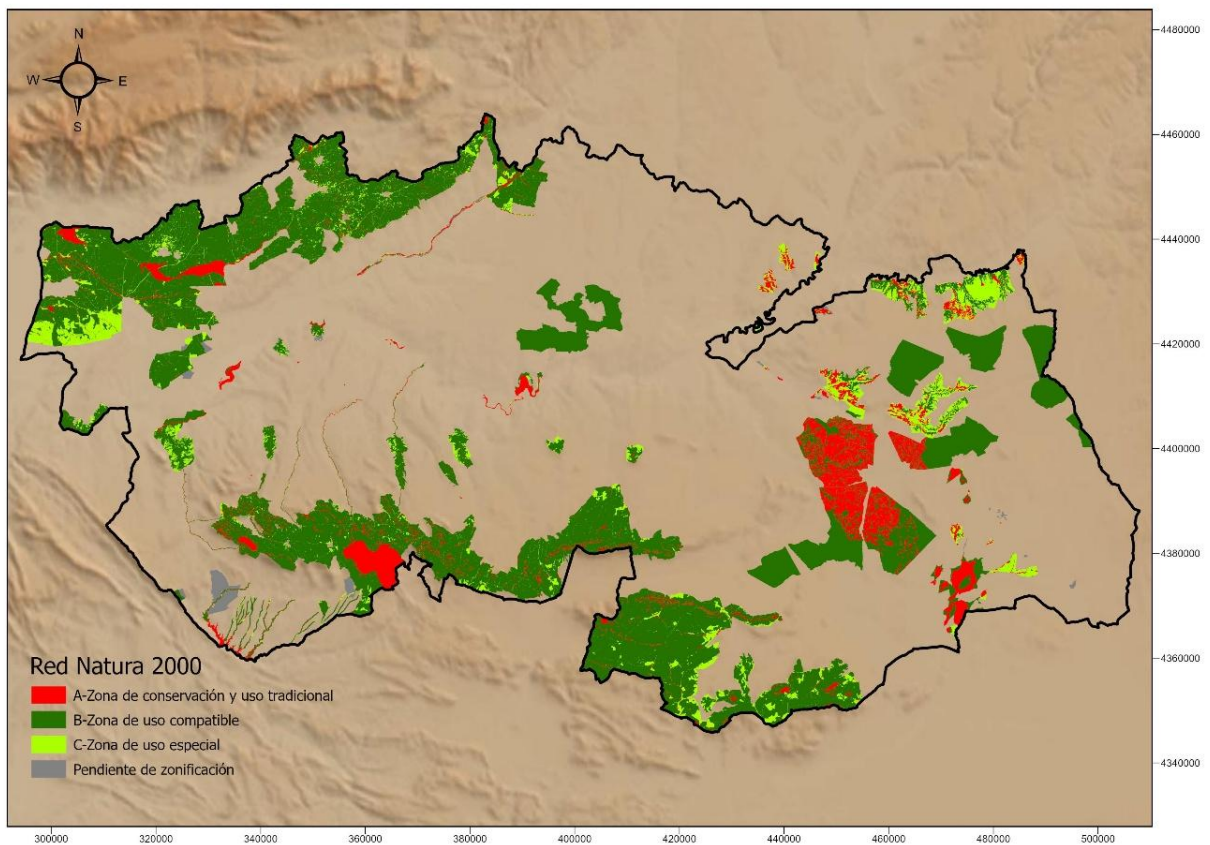 N
W E
S
Red Natura 2000
A-Zona de conservación y uso tradicional
B-Zona de uso compatible
C-Zona de uso especial
Pendiente de zonificación
4480000
4460000
4440000
4420000
4400000
4380000
4360000
4340000
300000 320000 340000 360000 380000 400000 420000 440000 460000 480000 500000